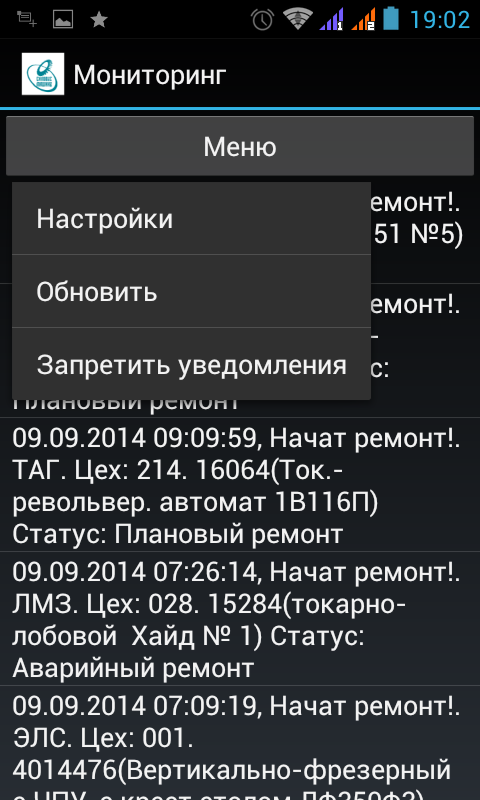 19:02
Мониторинг
Меню
Настройки
Обновить
Запретить уведомления
емонт!.
51 №5)
емонт!.
с:
Плановый ремонт
09.09.2014 09:09:59, Начат ремонт!.
ТАГ. Цех: 214. 16064(Ток.-
револьвер. автомат 1В116П)
Статус: Плановый ремонт
09.09.2014 07:26:14, Начат ремонт!.
ЛМЗ. Цех: 028. 15284(токарно-
лобовой  Хайд № 1) Статус:
Аварийный ремонт
09.09.2014 07:09:19, Начат ремонт!.
ЭЛС. Цех: 001.
4014476(Вертикально-фрезерный
с ЧПУ, с крест.столом